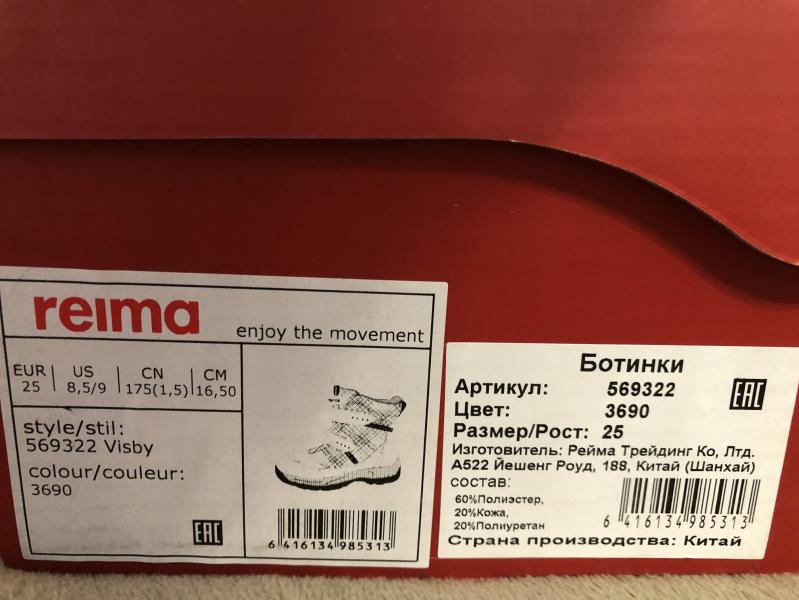 reima
enjoy the movement
EUR US CN CM
25 8,5/9 175(1,5) 16,50
style/stil:
569322 Visby
colour/couleur:
3690
EAC
6 416134 985313
Ботинки
Артикул: 569322
Цвет: 3690
EAC
Размер/Рост: 25
Изготовитель: Рейма Трейдинг Ко, Лтд.
А522 Йешенг Роуд, 188, Китай (Шанхай)
состав:
60%Полиэстер,
20%Кожа,
20%Полиуретан
6 416134 985313
Страна производства: Китай